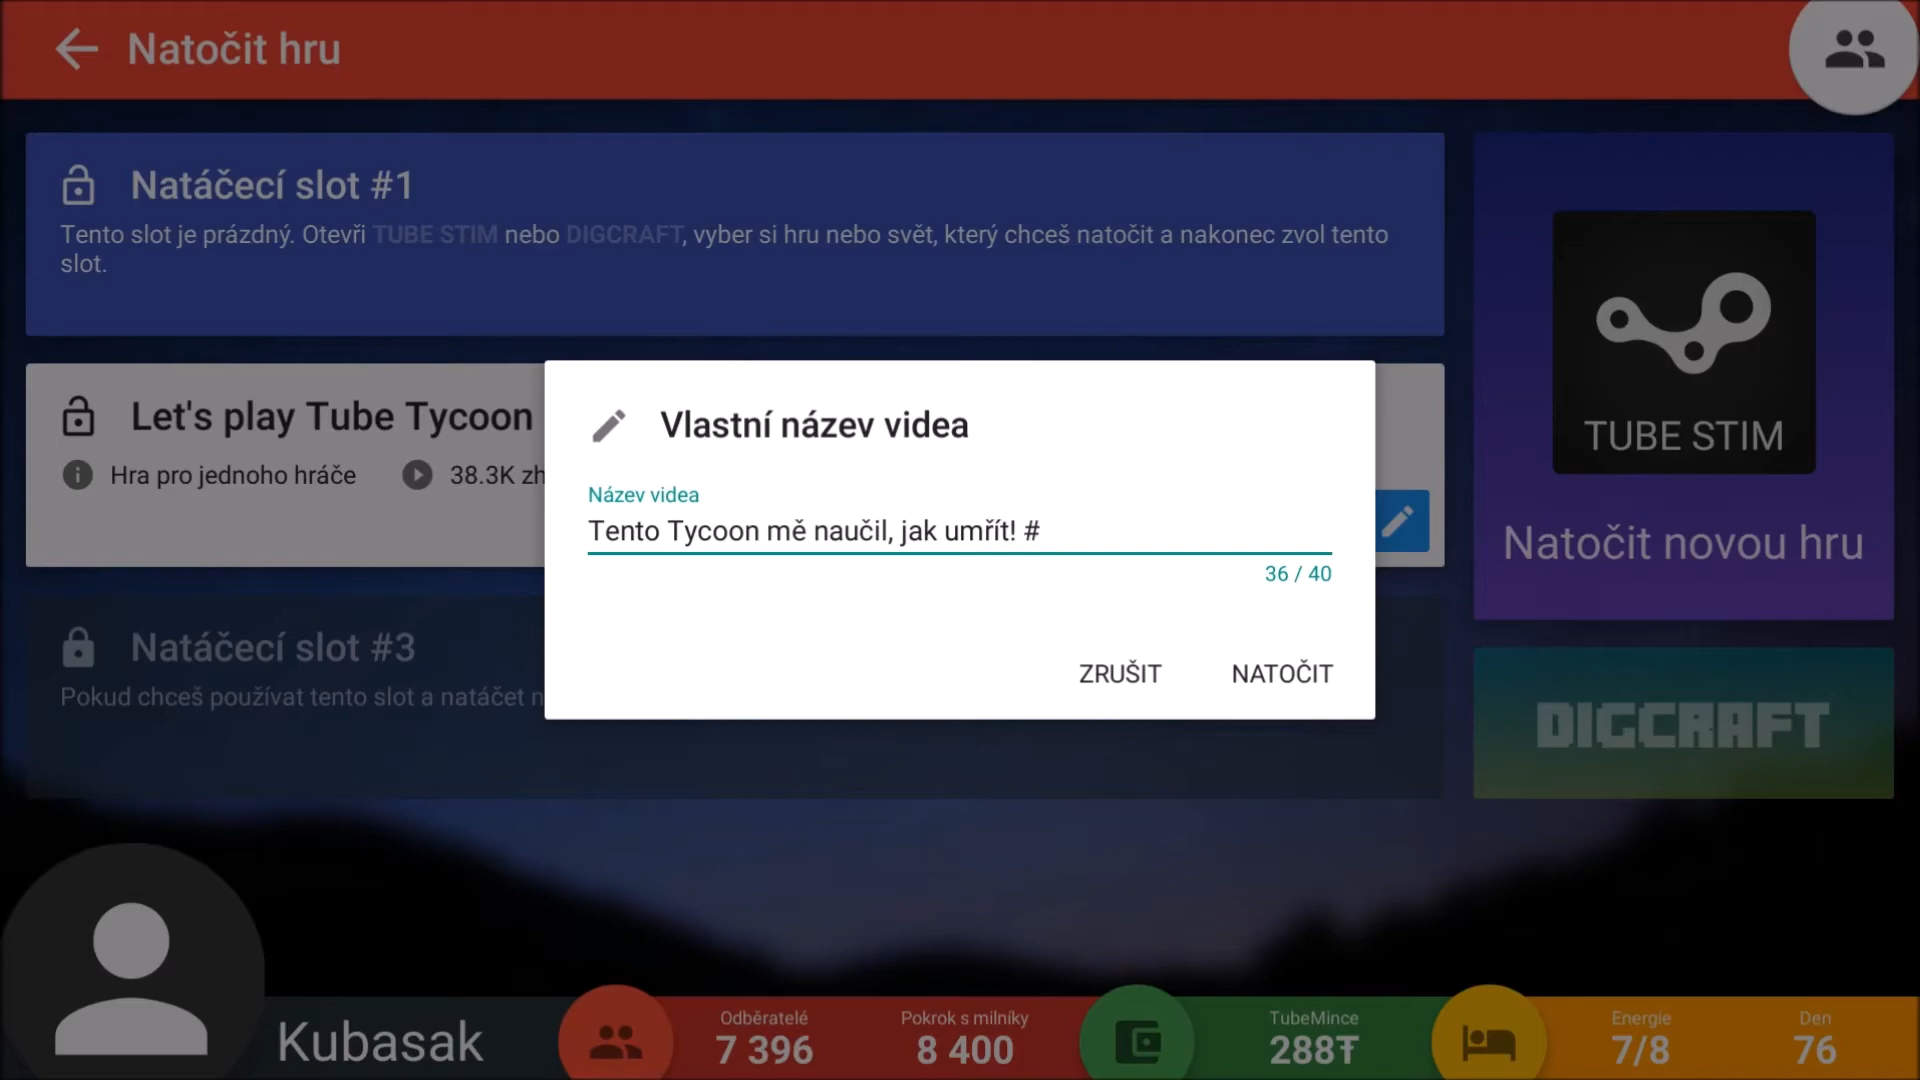 Natočit hru
Natáčecí slot #1
Tento slot je prázdný. Otevři TUBE STIM nebo DIGCRAFT, vyber si hru nebo svět, který chceš natočit a nakonec zvol tento
slot.
TUBE STIM
Natočit novou hru
Let's play Tube Tycoon
Hra pro jednoho hráče 38.3K zh
Vlastní název videa
Název videa
Tento Tycoon mě naučil, jak umřít! #
36 / 40
ZRUŠIT NATOČIT
Natáčecí slot #3
Pokud chceš používat tento slot a natáčet n
DIGCRAFT
Kubasak
Odběratelé
7 396
Pokrok s milníky
8 400
TubeMince
288₸
Energie
7/8
Den
76